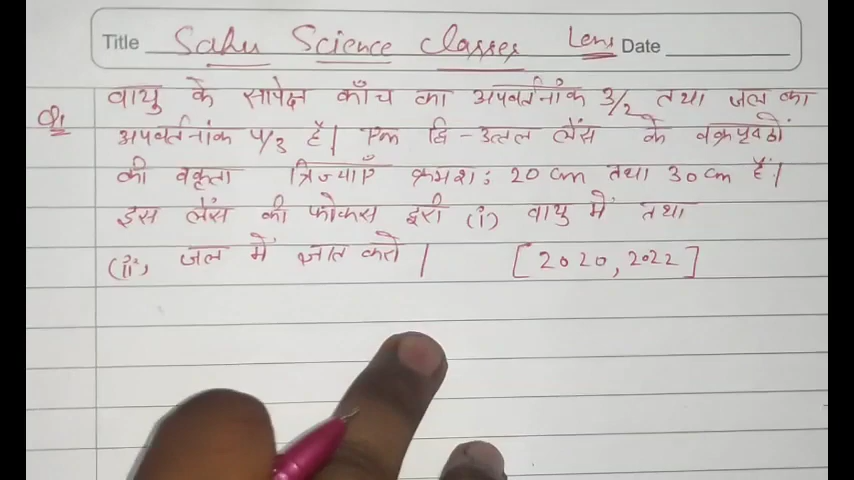 Title Sahu Science Classes Lens Date
Q1 वायु के सापेक्ष काँच का अपवर्तनांक 3/2 तथा जल का
अपवर्तनांक 4/3 है। एक द्वि-उत्तल लेंस के वक्रपृष्ठों
की वक्रता त्रिज्याएँ क्रमशः 20 cm तथा 30 cm हैं।
इस लेंस की फोकस दूरी (i) वायु में तथा
(ii) जल में ज्ञात करो। [2020, 2022]